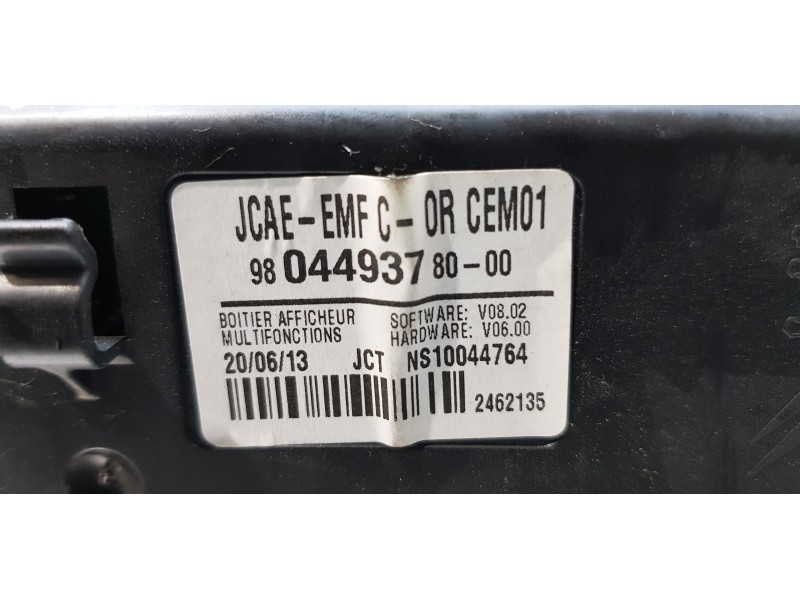 JCAE-EMF C-OR CEM01
98 044937 80-00
BOITIER AFFICHEUR SOFTWARE: V08.02
MULTIFONCTIONS HARDWARE: V06.00
20/06/13 JCT NS10044764
2462135